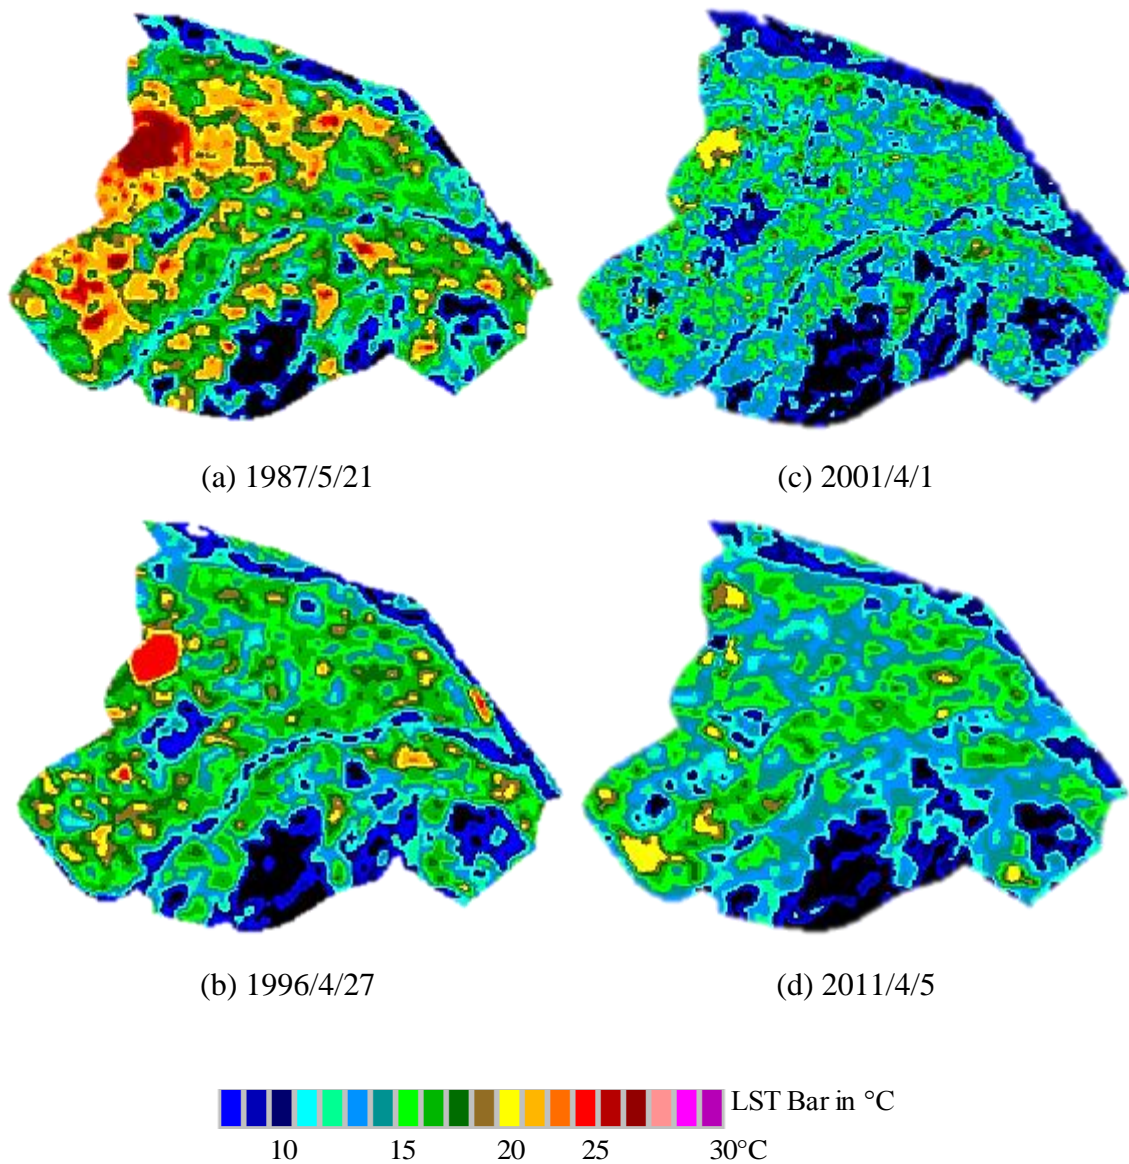 (a) 1987/5/21
(c) 2001/4/1
(b) 1996/4/27
(d) 2011/4/5
LST Bar in °C
10 15 20 25 30°C